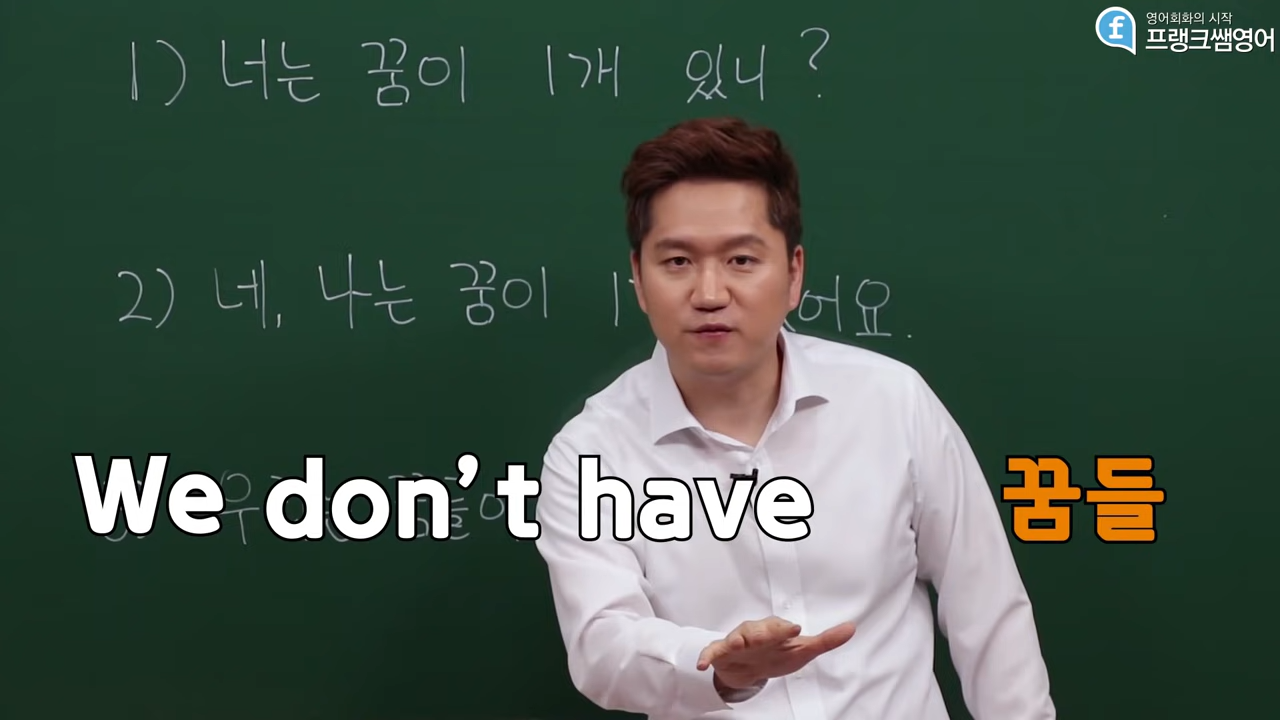 영어회화의 시작
프랭크쌤영어
1) 너는 꿈이 1개 있니?
2) 네, 나는 꿈이 1 어요.
We don't have 꿈들